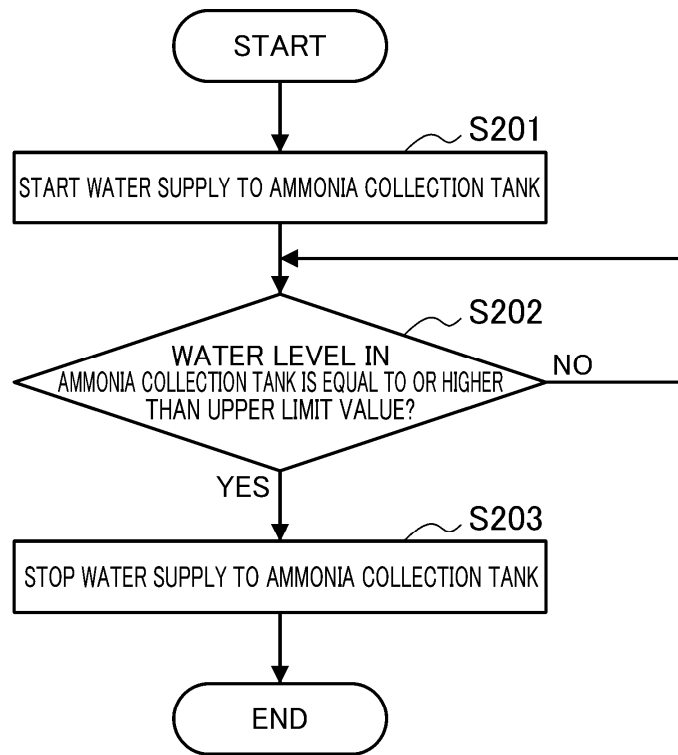 START
S201
START WATER SUPPLY TO AMMONIA COLLECTION TANK
S202
WATER LEVEL IN
AMMONIA COLLECTION TANK IS EQUAL TO OR HIGHER
THAN UPPER LIMIT VALUE?
NO
YES
S203
STOP WATER SUPPLY TO AMMONIA COLLECTION TANK
END